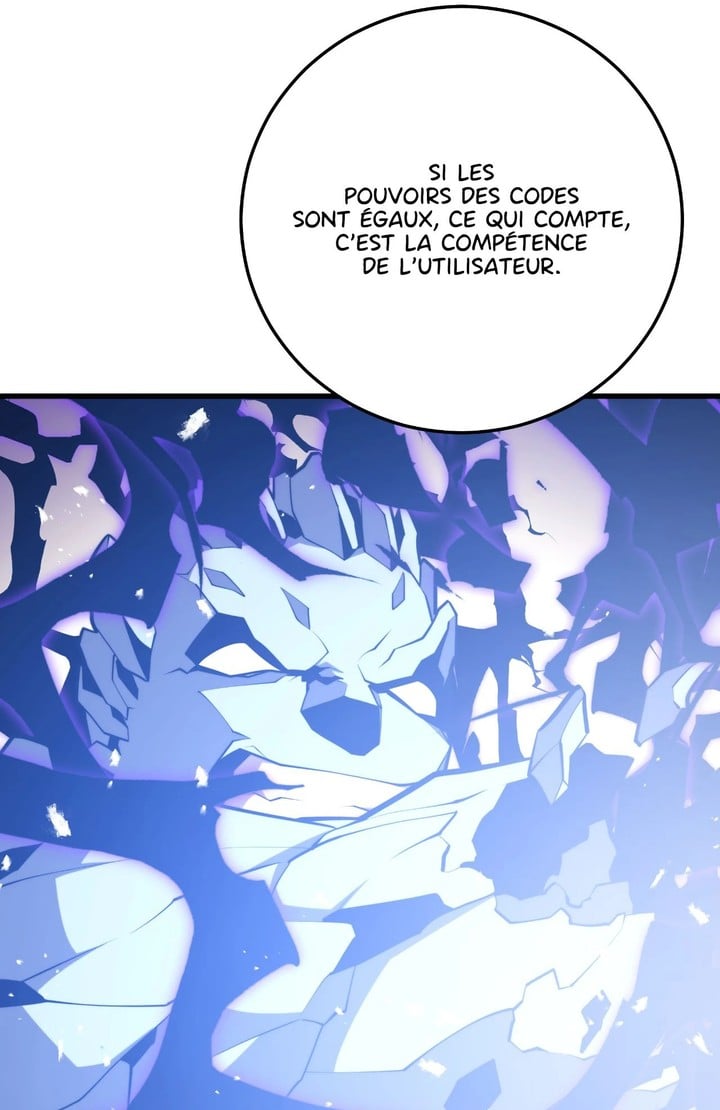 SI LES
POUVOIRS DES CODES
SONT ÉGAUX, CE QUI COMPTE,
C'EST LA COMPÉTENCE
DE L'UTILISATEUR.